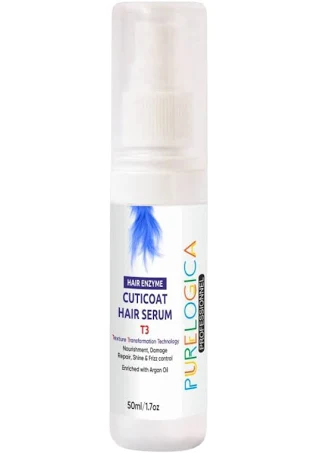 HAIR ENZYME
CUTICOAT
HAIR SERUM
T3
Texture Transformation Technology
Nourishment, Damage
Repair, Shine & Frizz control
Enriched with Argan Oil
50ml/1.7oz
PURELOGICA
PROFESSIONNEL